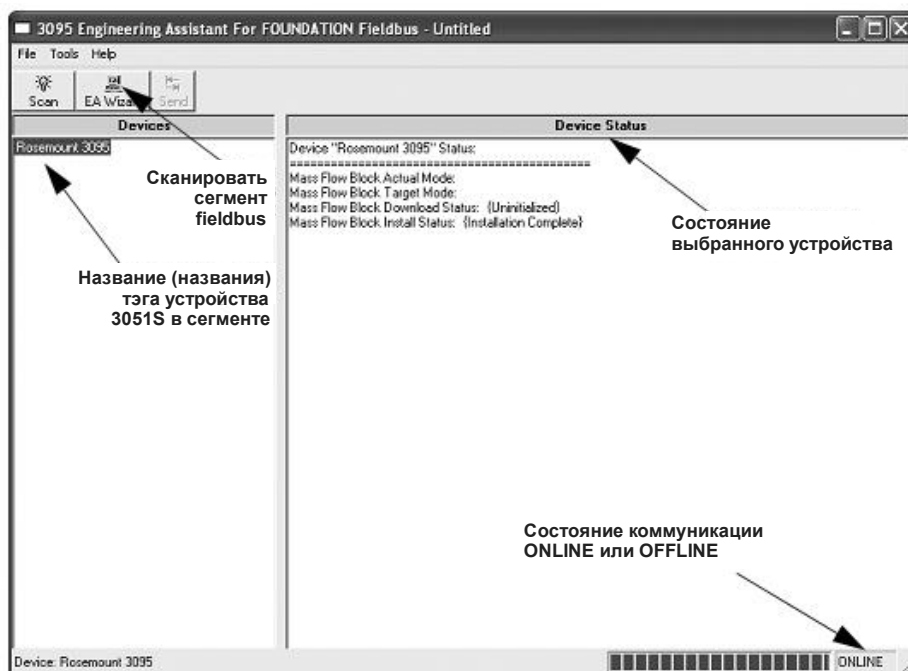 3095 Engineering Assistant For FOUNDATION Fieldbus - Untitled
File Tools Help
Scan EA Wizard Send
Devices
Device Status
Rosemount 3095
Device "Rosemount 3095" Status:
============================================
Mass Flow Block Actual Mode:
Mass Flow Block Target Mode:
Mass Flow Block Download Status: {Uninitialized}
Mass Flow Block Install Status: {Installation Complete}
Сканировать
сегмент
fieldbus
Состояние
выбранного устройства
Название (названия)
тэга устройства
3051S в сегменте
Состояние коммуникации
ONLINE или OFFLINE
Device: Rosemount 3095
ONLINE